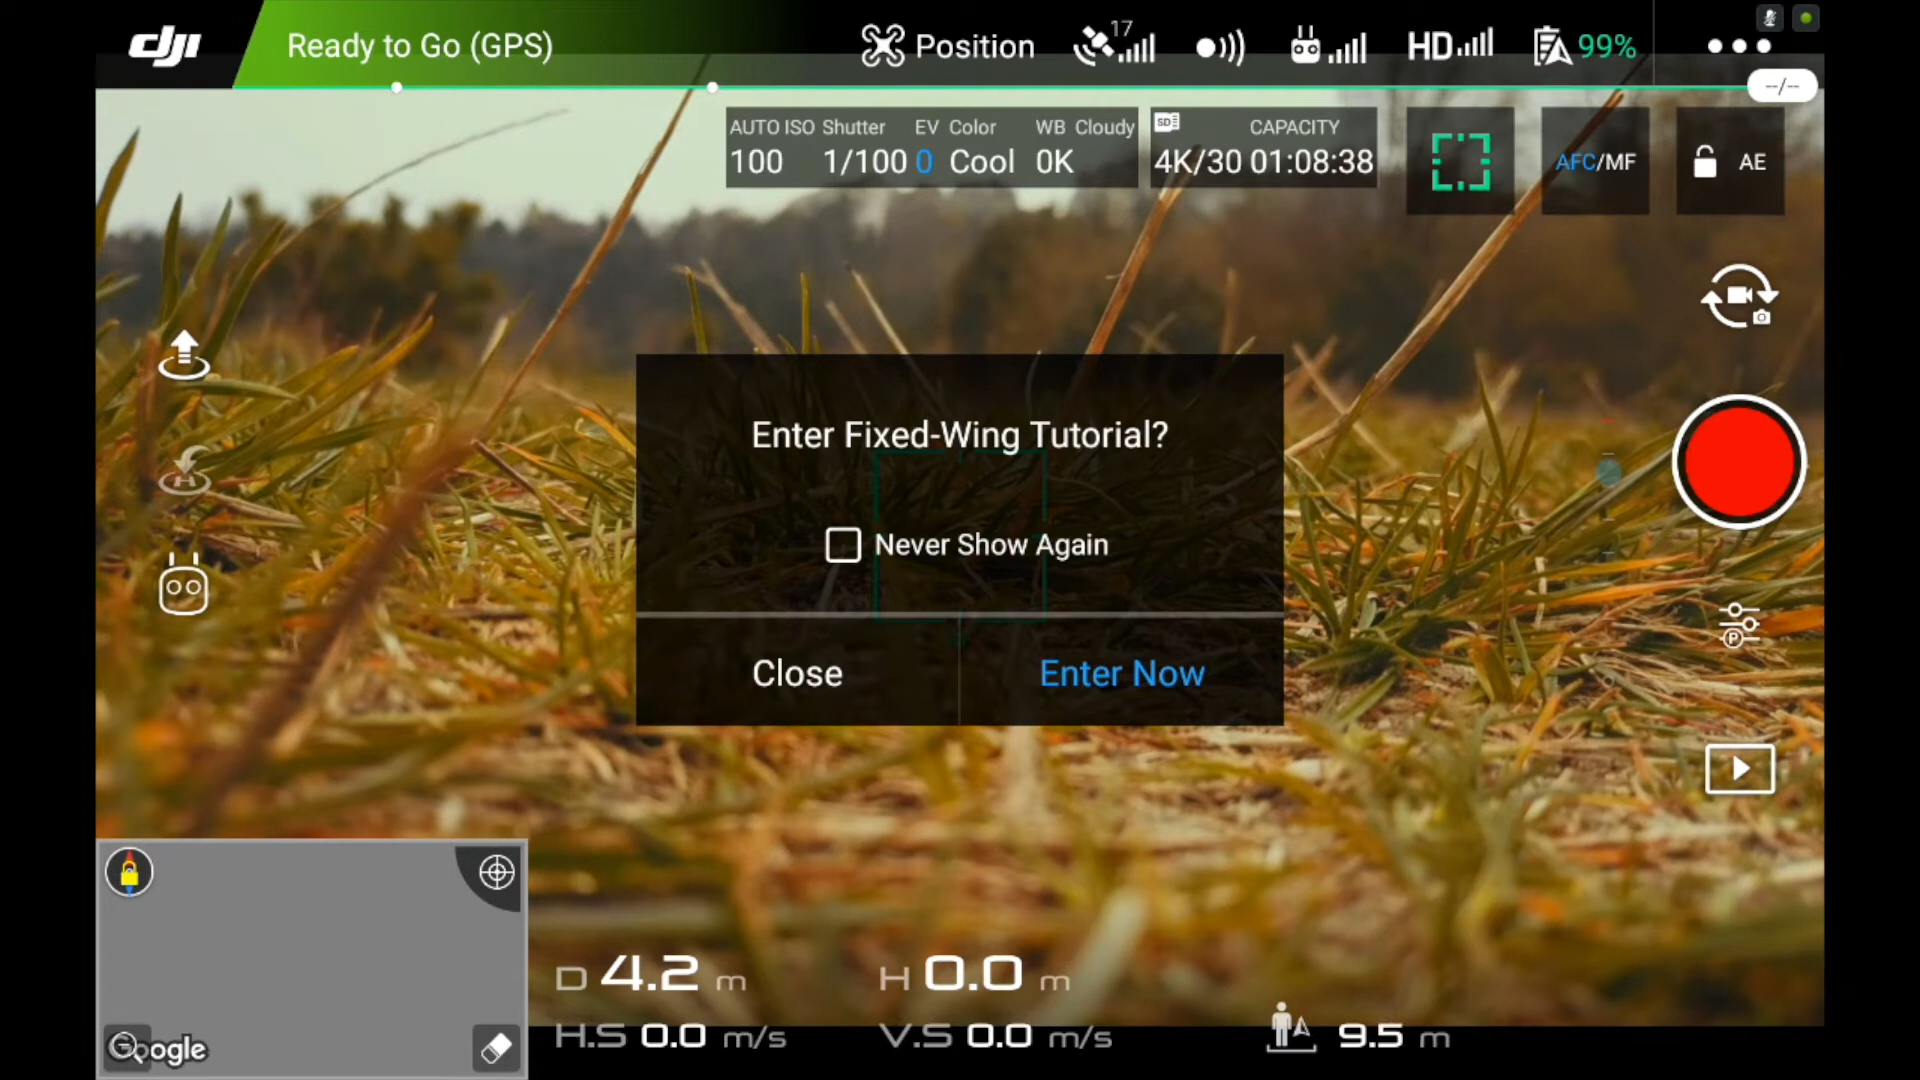 dji
Ready to Go (GPS)
Position
17
HD
99%
--/--
AUTO ISO Shutter EV Color WB Cloudy
100 1/100 0 Cool 0K
SD CAPACITY
4K/30 01:08:38
AFC/MF
AE
Enter Fixed-Wing Tutorial?
Never Show Again
Close
Enter Now
P
H
Google
D 4.2 m
H 0.0 m
H.S 0.0 m/s
V.S 0.0 m/s
9.5 m